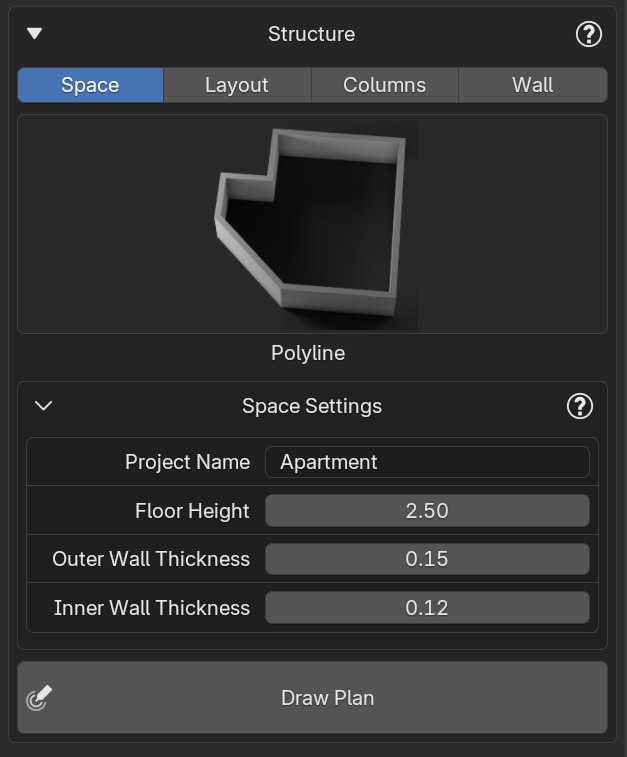 Structure
Space Layout Columns Wall
Polyline
Space Settings
Project Name Apartment
Floor Height 2.50
Outer Wall Thickness 0.15
Inner Wall Thickness 0.12
Draw Plan